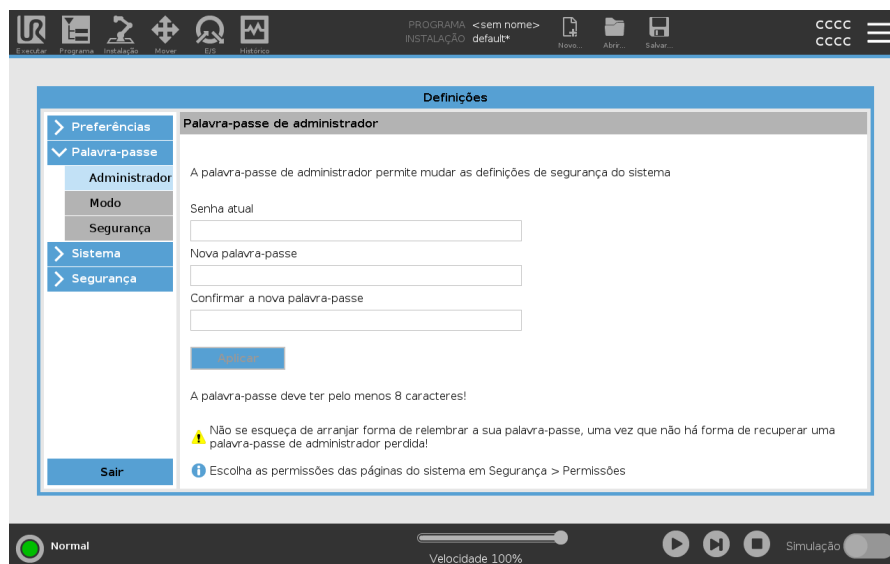 PROGRAMA <sem nome>
INSTALAÇÃO default*
CCCC
CCCC
Executar Programa Instalação Mover E/S Histórico Novo... Abrir... Salvar...
Definições
Preferências
Palavra-passe
Administrador
Modo
Segurança
Sistema
Segurança
Sair
Palavra-passe de administrador
A palavra-passe de administrador permite mudar as definições de segurança do sistema
Senha atual
Nova palavra-passe
Confirmar a nova palavra-passe
Aplicar
A palavra-passe deve ter pelo menos 8 caracteres!
Não se esqueça de arranjar forma de relembrar a sua palavra-passe, uma vez que não há forma de recuperar uma
palavra-passe de administrador perdida!
Escolha as permissões das páginas do sistema em Segurança > Permissões
Normal
Velocidade 100%
Simulação